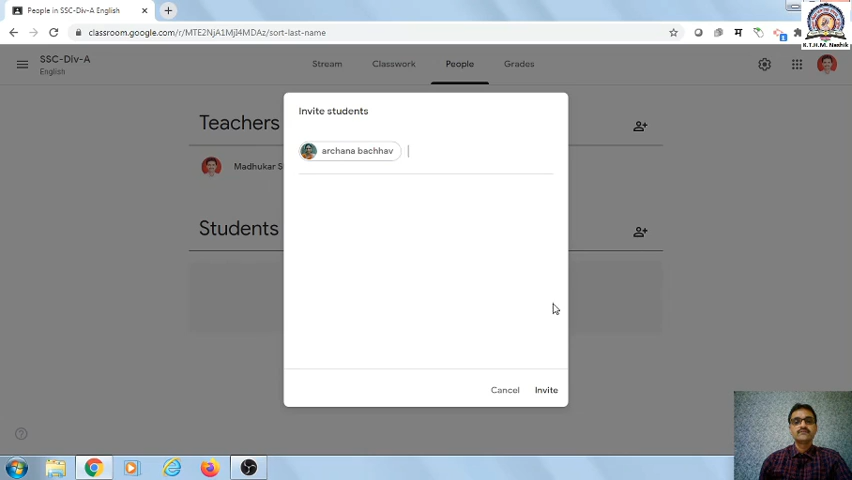 People in SSC-Div-A English
classroom.google.com/r/MTE2NjA1MjI4MDAz/sort-last-name
म
K.T.H.M. Nashik
SSC-Div-A
English
Stream
Classwork
People
Grades
Invite students
Teachers
archana bachhav
Madhukar S
Students
Cancel
Invite